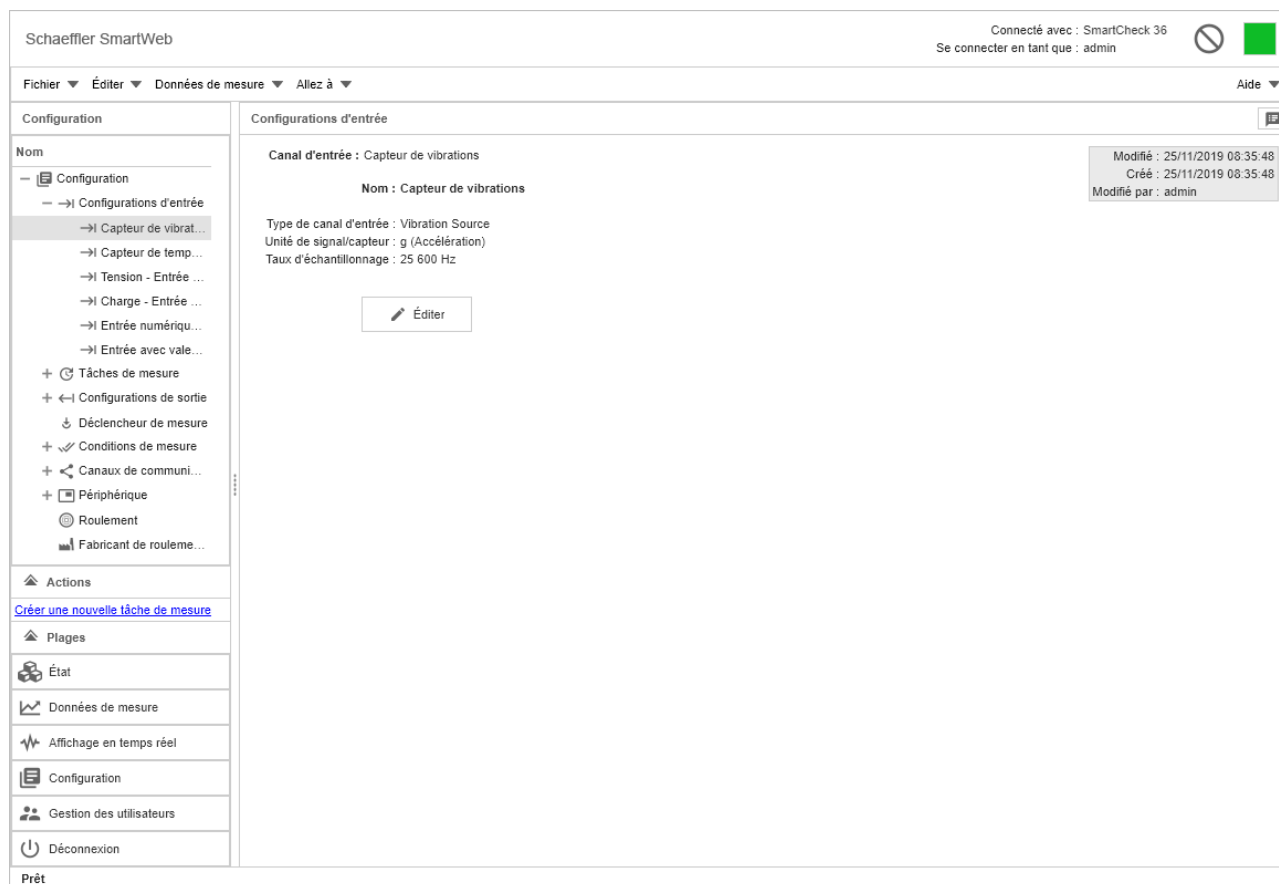 Schaeffler SmartWeb
Connecté avec : SmartCheck 36
Se connecter en tant que : admin
Fichier Éditer Données de mesure Allez à Aide
Configuration
Nom
Configuration
Configurations d'entrée
Capteur de vibrat...
Capteur de temp...
Tension - Entrée ...
Charge - Entrée ...
Entrée numériqu...
Entrée avec vale...
Tâches de mesure
Configurations de sortie
Déclencheur de mesure
Conditions de mesure
Canaux de communi...
Périphérique
Roulement
Fabricant de rouleme...
Actions
Créer une nouvelle tâche de mesure
Plages
État
Données de mesure
Affichage en temps réel
Configuration
Gestion des utilisateurs
Déconnexion
Configurations d'entrée
Canal d'entrée : Capteur de vibrations
Nom : Capteur de vibrations
Type de canal d'entrée : Vibration Source
Unité de signal/capteur : g (Accélération)
Taux d'échantillonnage : 25 600 Hz
Éditer
Modifié : 25/11/2019 08:35:48
Créé : 25/11/2019 08:35:48
Modifié par : admin
Prêt